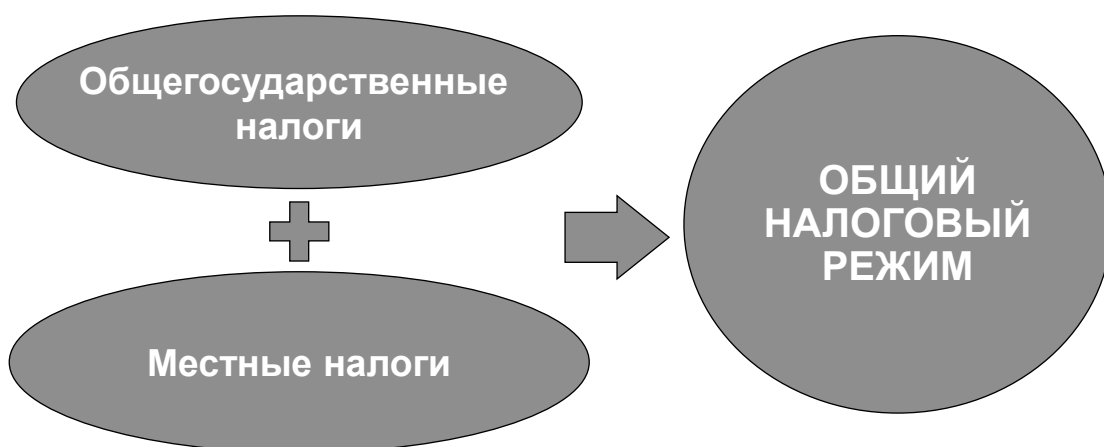 Общегосударственные
налоги
Местные налоги
ОБЩИЙ
НАЛОГОВЫЙ
РЕЖИМ